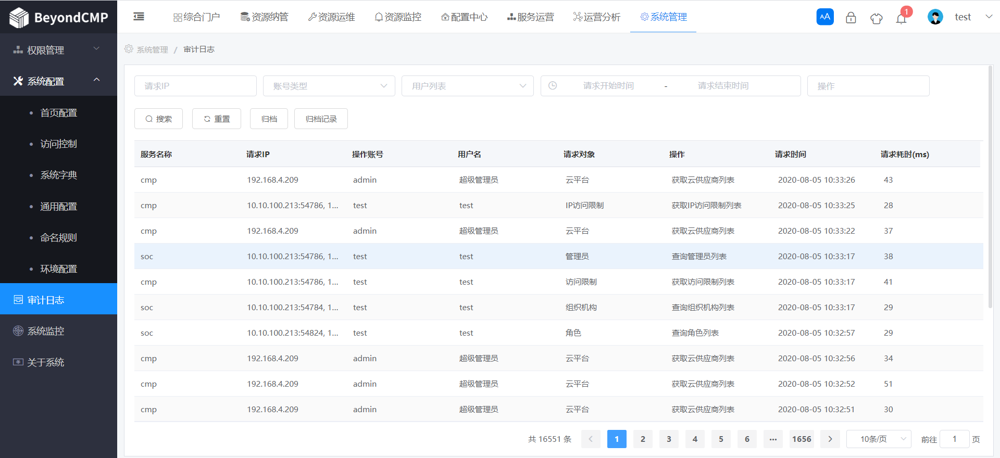 BeyondCMP
综合门户 资源纳管 资源运维 资源监控 配置中心 服务运营 运营分析 系统管理
AA 1 test
权限管理
系统配置
首页配置
访问控制
系统字典
通用配置
命名规则
环境配置
审计日志
系统监控
关于系统
系统管理 / 审计日志
请求IP 账号类型 用户列表 请求开始时间 - 请求结束时间 操作
搜索 重置 归档 归档记录
服务名称 请求IP 操作账号 用户名 请求对象 操作 请求时间 请求耗时(ms)
cmp 192.168.4.209 admin 超级管理员 云平台 获取云供应商列表 2020-08-05 10:33:26 43
cmp 10.10.100.213:54786, 1... test test IP访问限制 获取IP访问限制列表 2020-08-05 10:33:25 28
cmp 192.168.4.209 admin 超级管理员 云平台 获取云供应商列表 2020-08-05 10:33:22 37
soc 10.10.100.213:54786, 1... test test 管理员 查询管理员列表 2020-08-05 10:33:17 38
cmp 10.10.100.213:54786, 1... test test 访问限制 获取访问限制列表 2020-08-05 10:33:17 41
soc 10.10.100.213:54784, 1... test test 组织机构 查询组织机构列表 2020-08-05 10:33:17 29
soc 10.10.100.213:54824, 1... test test 角色 查询角色列表 2020-08-05 10:32:57 29
cmp 192.168.4.209 admin 超级管理员 云平台 获取云供应商列表 2020-08-05 10:32:56 34
cmp 192.168.4.209 admin 超级管理员 云平台 获取云供应商列表 2020-08-05 10:32:52 51
cmp 192.168.4.209 admin 超级管理员 云平台 获取云供应商列表 2020-08-05 10:32:51 30
共 16551 条 1 2 3 4 5 6 ... 1656 10条/页 前往 1 页